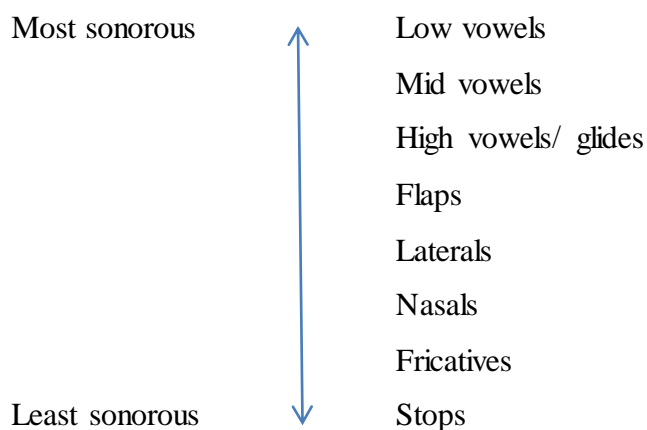 Most sonorous Low vowels
Mid vowels
High vowels/ glides
Flaps
Laterals
Nasals
Fricatives
Least sonorous Stops